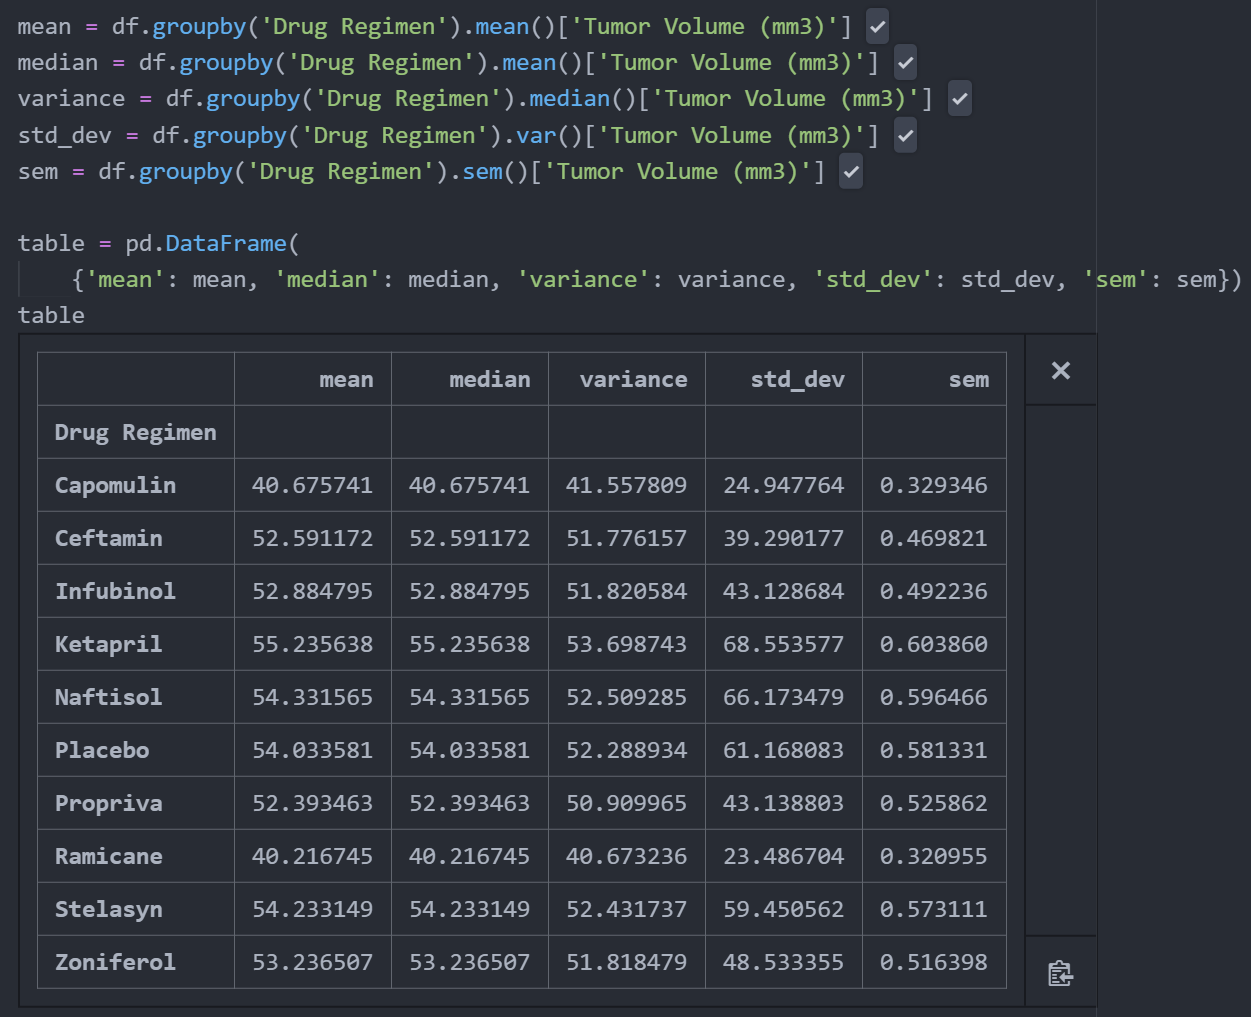 mean = df.groupby('Drug Regimen').mean()['Tumor Volume (mm3)']
median = df.groupby('Drug Regimen').mean()['Tumor Volume (mm3)']
variance = df.groupby('Drug Regimen').median()['Tumor Volume (mm3)']
std_dev = df.groupby('Drug Regimen').var()['Tumor Volume (mm3)']
sem = df.groupby('Drug Regimen').sem()['Tumor Volume (mm3)']
table = pd.DataFrame(
    {'mean': mean, 'median': median, 'variance': variance, 'std_dev': std_dev, 'sem': sem})
table
mean median variance std_dev sem
Drug Regimen
Capomulin 40.675741 40.675741 41.557809 24.947764 0.329346
Ceftamin 52.591172 52.591172 51.776157 39.290177 0.469821
Infubinol 52.884795 52.884795 51.820584 43.128684 0.492236
Ketapril 55.235638 55.235638 53.698743 68.553577 0.603860
Naftisol 54.331565 54.331565 52.509285 66.173479 0.596466
Placebo 54.033581 54.033581 52.288934 61.168083 0.581331
Propriva 52.393463 52.393463 50.909965 43.138803 0.525862
Ramicane 40.216745 40.216745 40.673236 23.486704 0.320955
Stelasyn 54.233149 54.233149 52.431737 59.450562 0.573111
Zoniferol 53.236507 53.236507 51.818479 48.533355 0.516398